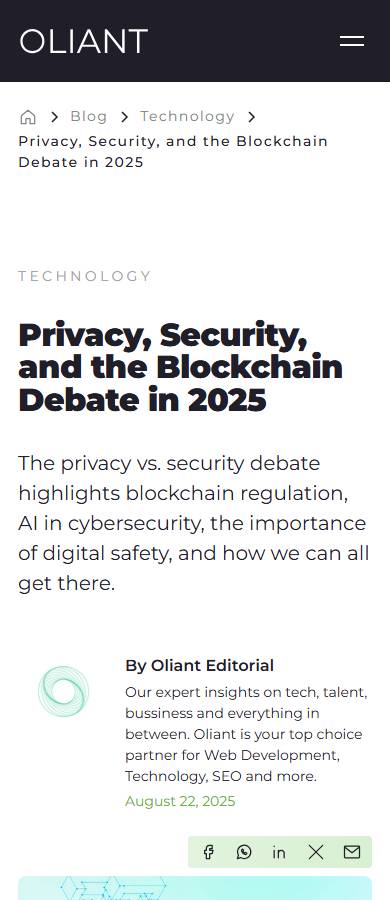 OLIANT
Blog Technology
Privacy, Security, and the Blockchain
Debate in 2025
TECHNOLOGY
Privacy, Security,
and the Blockchain
Debate in 2025
The privacy vs. security debate
highlights blockchain regulation,
AI in cybersecurity, the importance
of digital safety, and how we can all
get there.
By Oliant Editorial
Our expert insights on tech, talent,
bussiness and everything in
between. Oliant is your top choice
partner for Web Development,
Technology, SEO and more.
August 22, 2025